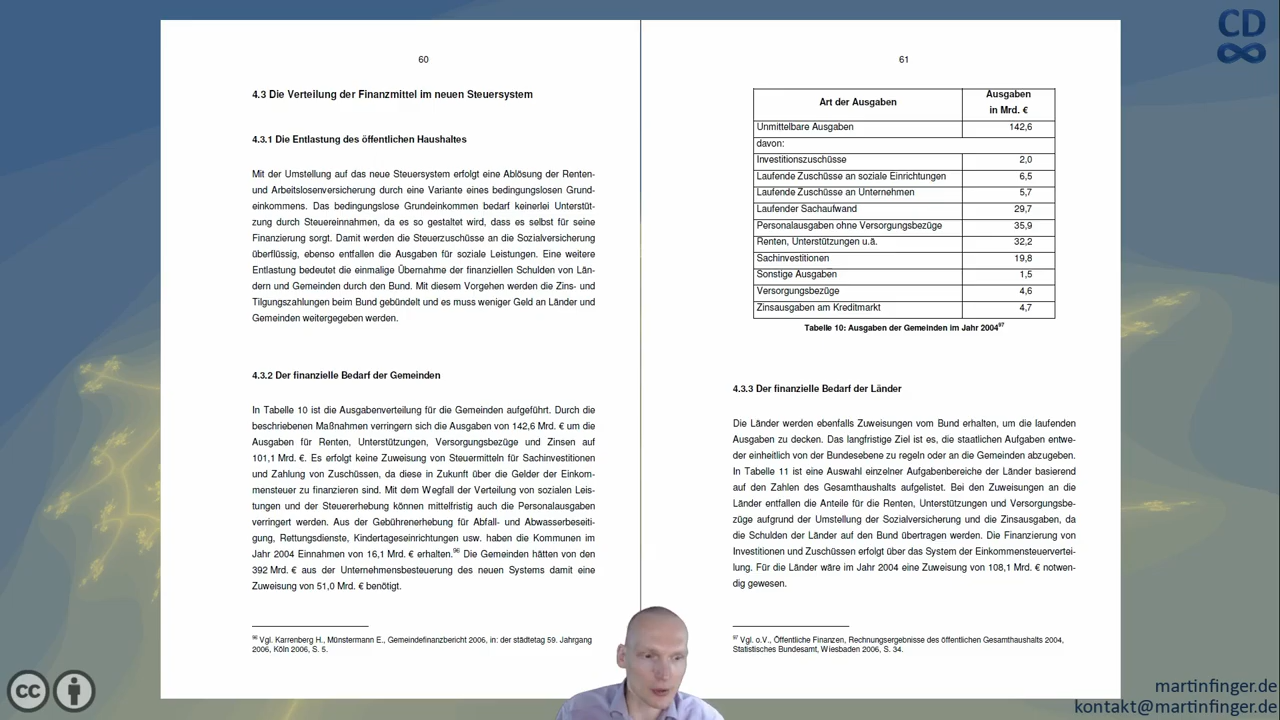 CD
60
4.3 Die Verteilung der Finanzmittel im neuen Steuersystem
4.3.1 Die Entlastung des öffentlichen Haushaltes
Mit der Umstellung auf das neue Steuersystem erfolgt eine Ablösung der Renten-
und Arbeitslosenversicherung durch eine Variante eines bedingungslosen Grund-
einkommens. Das bedingungslose Grundeinkommen bedarf keinerlei Unterstüt-
zung durch Steuereinnahmen, da es so gestaltet wird, dass es selbst für seine
Finanzierung sorgt. Damit werden die Steuerzuschüsse an die Sozialversicherung
überflüssig, ebenso entfallen die Ausgaben für soziale Leistungen. Eine weitere
Entlastung bedeutet die einmalige Übernahme der finanziellen Schulden von Län-
dern und Gemeinden durch den Bund. Mit diesem Vorgehen werden die Zins- und
Tilgungszahlungen beim Bund gebündelt und es muss weniger Geld an Länder und
Gemeinden weitergegeben werden.
4.3.2 Der finanzielle Bedarf der Gemeinden
In Tabelle 10 ist die Ausgabenverteilung für die Gemeinden aufgeführt. Durch die
beschriebenen Maßnahmen verringern sich die Ausgaben von 142,6 Mrd. € um die
Ausgaben für Renten, Unterstützungen, Versorgungsbezüge und Zinsen auf
101,1 Mrd. €. Es erfolgt keine Zuweisung von Steuermitteln für Sachinvestitionen
und Zahlung von Zuschüssen, da diese in Zukunft über die Gelder der Einkom-
mensteuer zu finanzieren sind. Mit dem Wegfall der Verteilung von sozialen Leis-
tungen und der Steuererhebung können mittelfristig auch die Personalausgaben
verringert werden. Aus der Gebührenerhebung für Abfall- und Abwasserbeseiti-
gung, Rettungsdienste, Kindertageseinrichtungen usw. haben die Kommunen im
Jahr 2004 Einnahmen von 16,1 Mrd. € erhalten.96 Die Gemeinden hätten von den
392 Mrd. € aus der Unternehmensbesteuerung des neuen Systems damit eine
Zuweisung von 51,0 Mrd. € benötigt.
96 Vgl. Karrenberg H., Münstermann E., Gemeindefinanzbericht 2006, in: der städtetag 59. Jahrgang
2006, Köln 2006, S. 5.
61
Art der Ausgaben Ausgaben
in Mrd. €
Unmittelbare Ausgaben 142,6
davon:
Investitionszuschüsse 2,0
Laufende Zuschüsse an soziale Einrichtungen 6,5
Laufende Zuschüsse an Unternehmen 5,7
Laufender Sachaufwand 29,7
Personalausgaben ohne Versorgungsbezüge 35,9
Renten, Unterstützungen u.ä. 32,2
Sachinvestitionen 19,8
Sonstige Ausgaben 1,5
Versorgungsbezüge 4,6
Zinsausgaben am Kreditmarkt 4,7
Tabelle 10: Ausgaben der Gemeinden im Jahr 200497
4.3.3 Der finanzielle Bedarf der Länder
Die Länder werden ebenfalls Zuweisungen vom Bund erhalten, um die laufenden
Ausgaben zu decken. Das langfristige Ziel ist es, die staatlichen Aufgaben entwe-
der einheitlich von der Bundesebene zu regeln oder an die Gemeinden abzugeben.
In Tabelle 11 ist eine Auswahl einzelner Aufgabenbereiche der Länder basierend
auf den Zahlen des Gesamthaushalts aufgelistet. Bei den Zuweisungen an die
Länder entfallen die Anteile für die Renten, Unterstützungen und Versorgungsbe-
züge aufgrund der Umstellung der Sozialversicherung und die Zinsausgaben, da
die Schulden der Länder auf den Bund übertragen werden. Die Finanzierung von
Investitionen und Zuschüssen erfolgt über das System der Einkommensteuervertei-
lung. Für die Länder wäre im Jahr 2004 eine Zuweisung von 108,1 Mrd. € notwen-
dig gewesen.
97 Vgl. o.V., Öffentliche Finanzen, Rechnungsergebnisse des öffentlichen Gesamthaushalts 2004,
Statistisches Bundesamt, Wiesbaden 2006, S. 34.
cc
martinfinger.de
kontakt@martinfinger.de